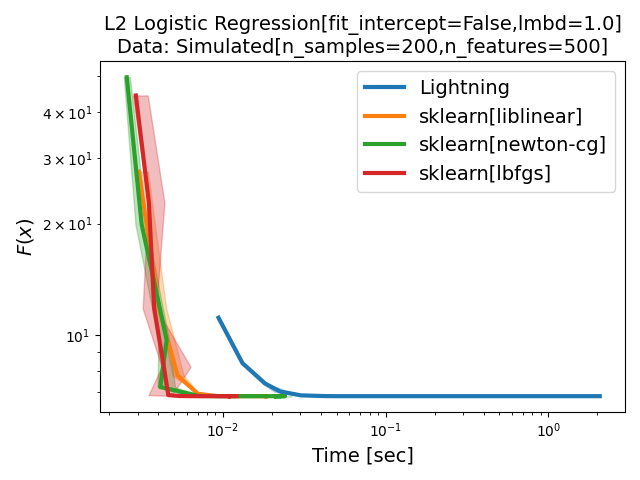 L2 Logistic Regression[fit_intercept=False,lmbd=1.0]
Data: Simulated[n_samples=200,n_features=500]
Lightning
sklearn[liblinear]
sklearn[newton-cg]
sklearn[lbfgs]
4 × 10¹
3 × 10¹
2 × 10¹
10¹
F(x)
10⁻² 10⁻¹ 10⁰
Time [sec]